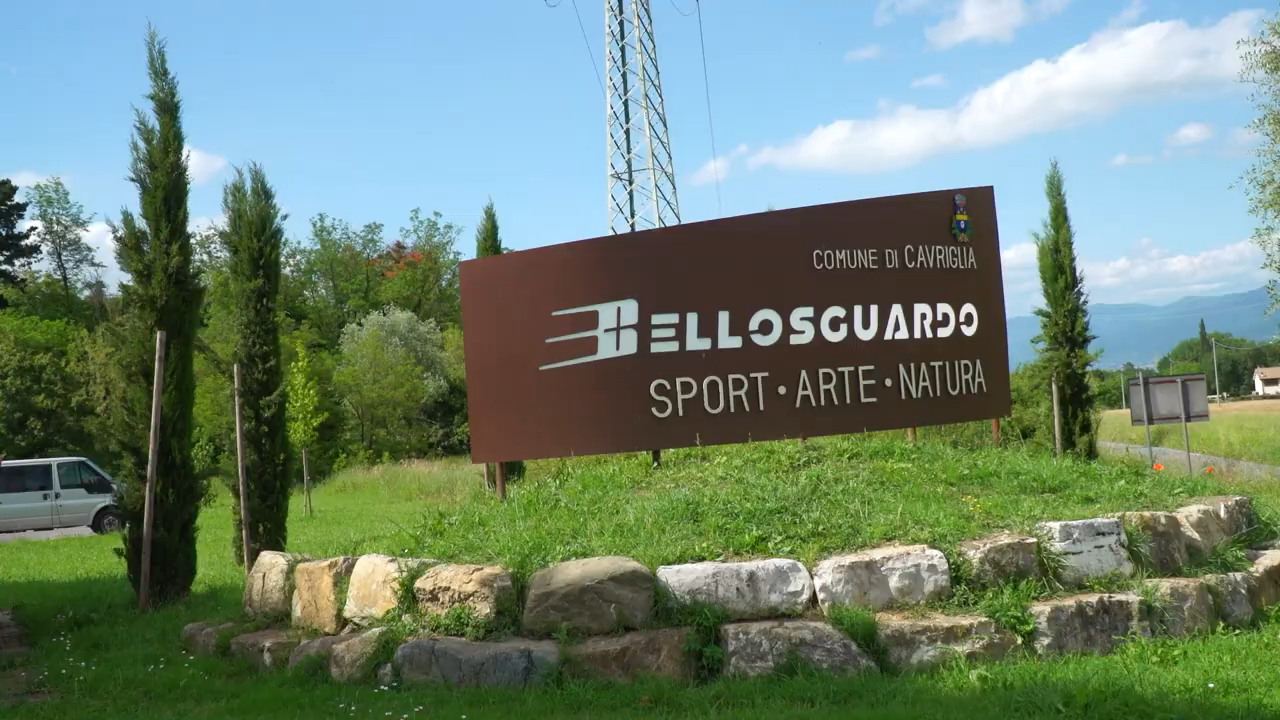 COMUNE DI CAVRIGLIA
BELLOSGUARDO
SPORT · ARTE · NATURA